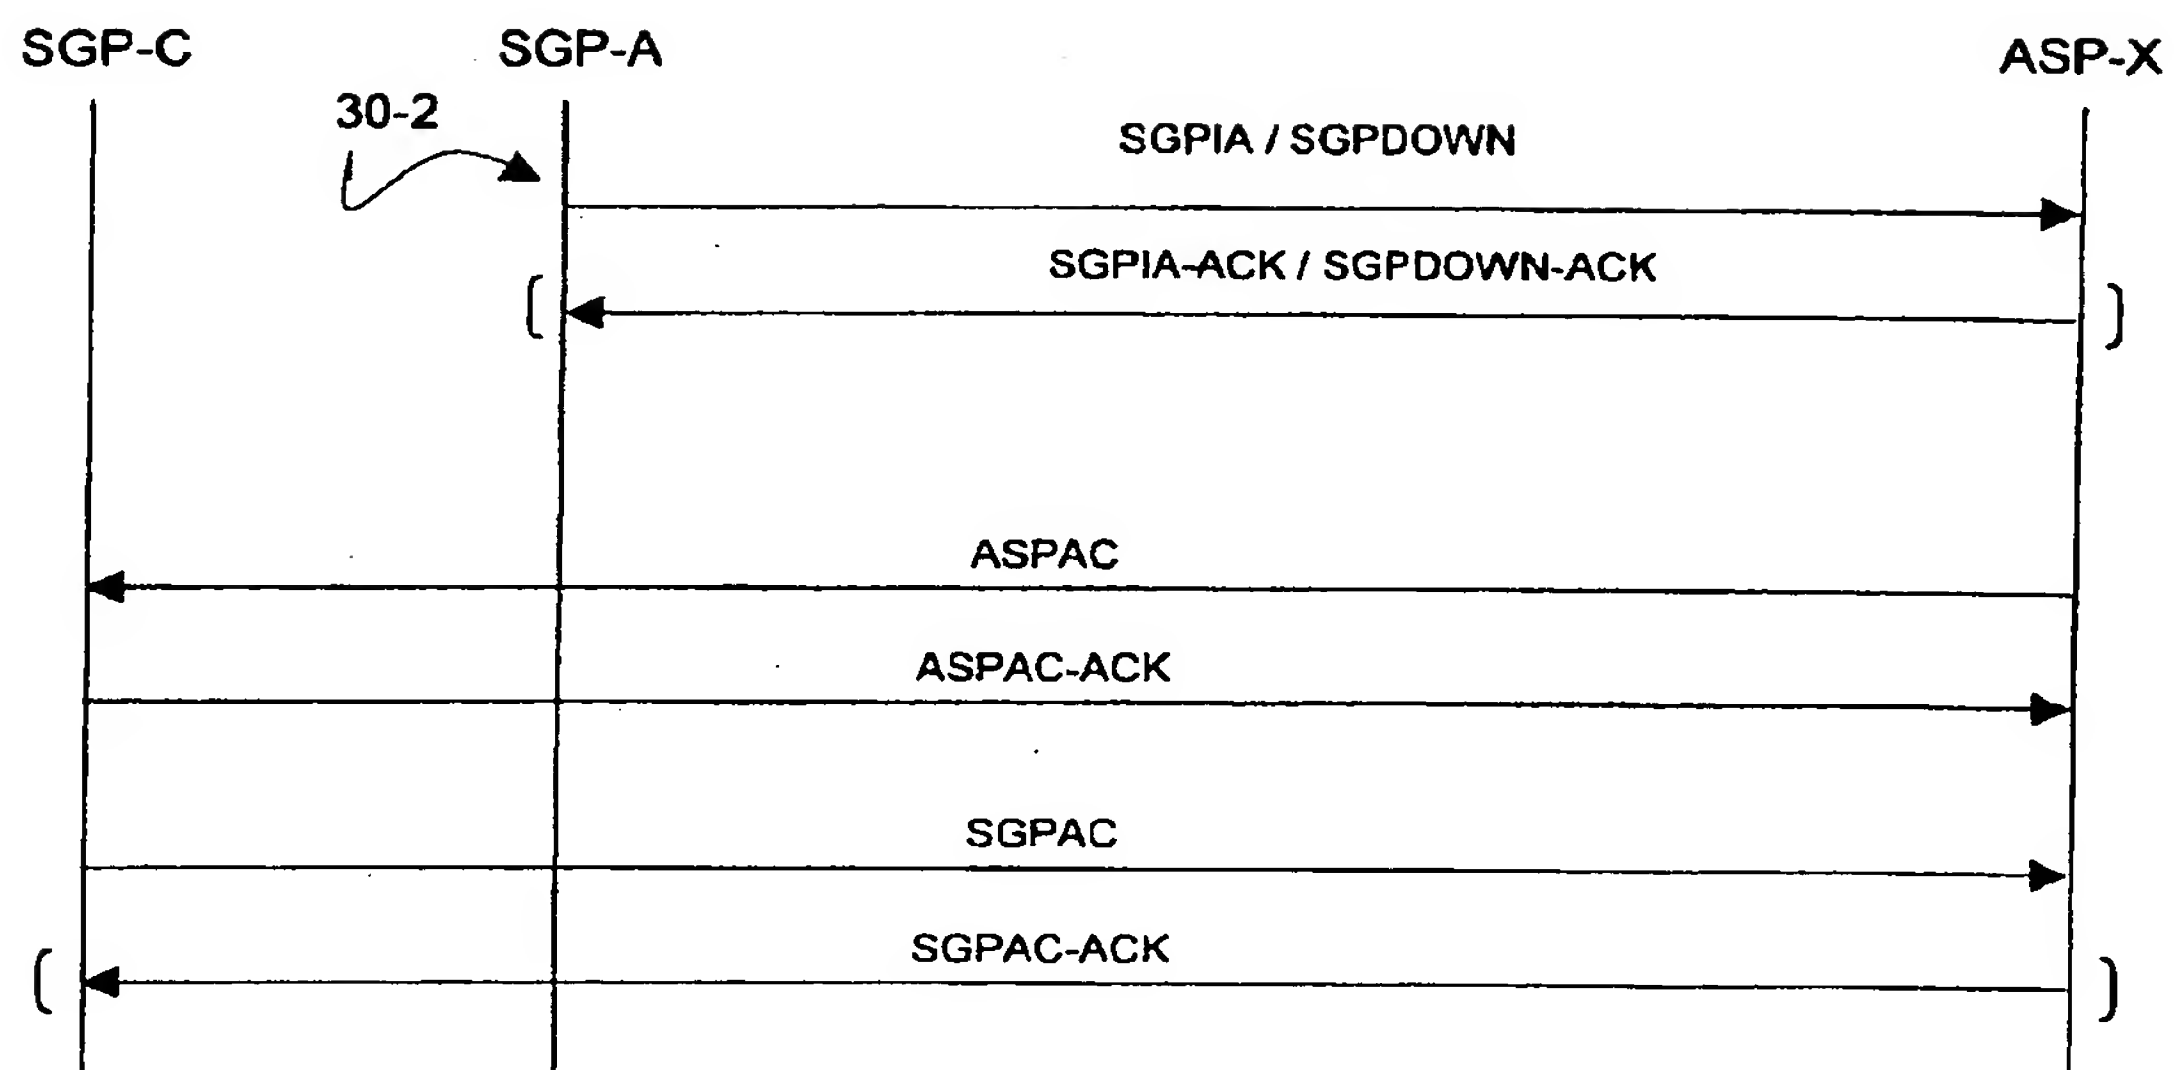 SGP-C SGP-A ASP-X
30-2
SGPIA / SGPDOWN
SGPIA-ACK / SGPDOWN-ACK
ASPAC
ASPAC-ACK
SGPAC
SGPAC-ACK